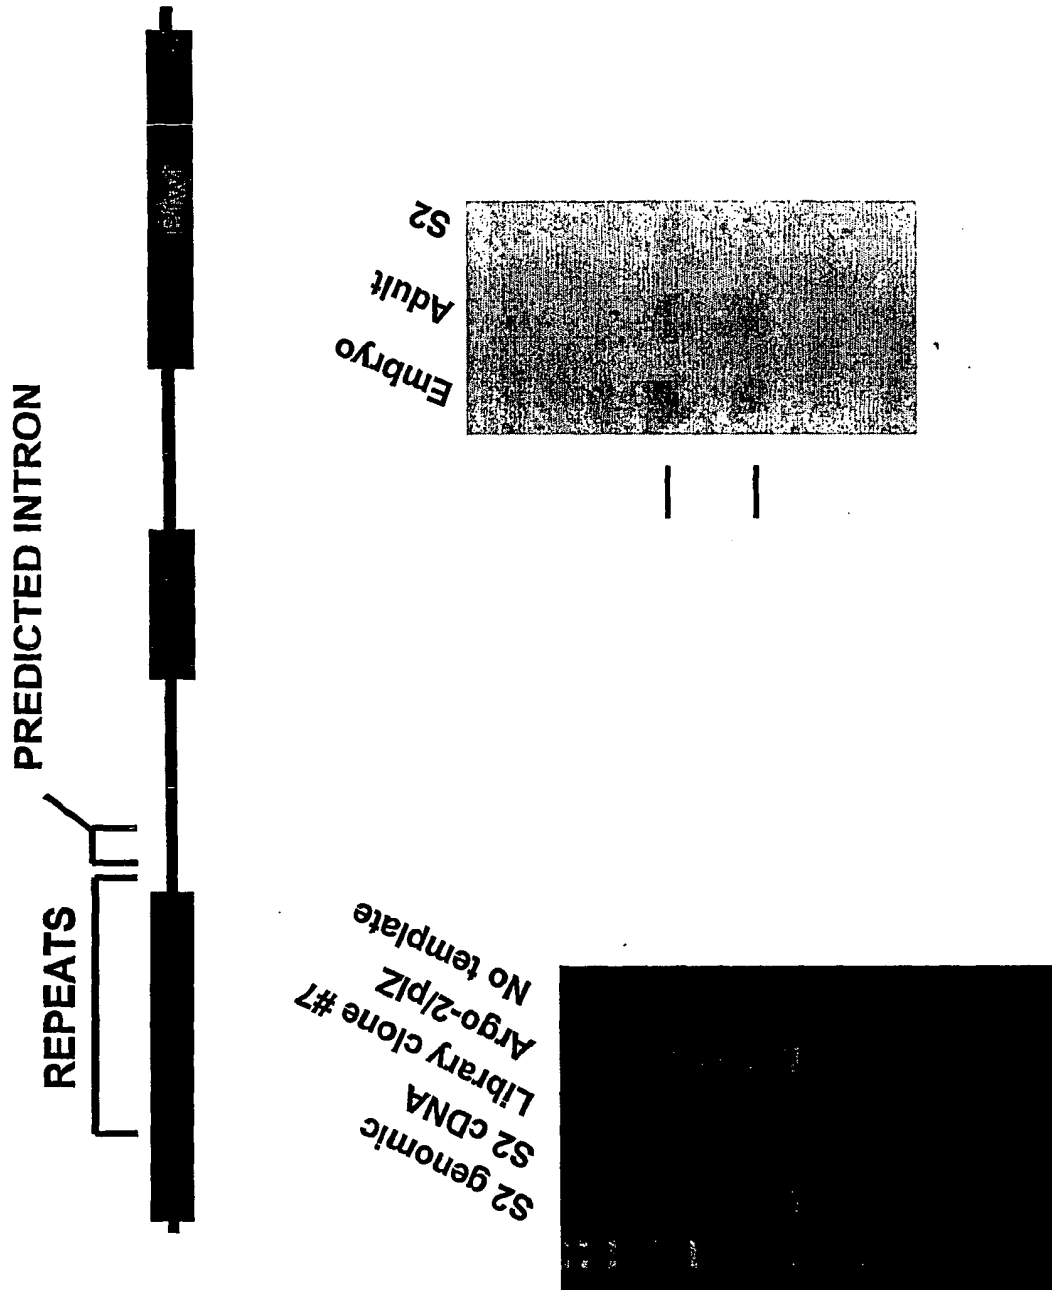 PREDICTED INTRON
REPEATS
S2
Adult
Embryo
No template
Argo-2/pIZ
Library clone #7
S2 cDNA
S2 genomic